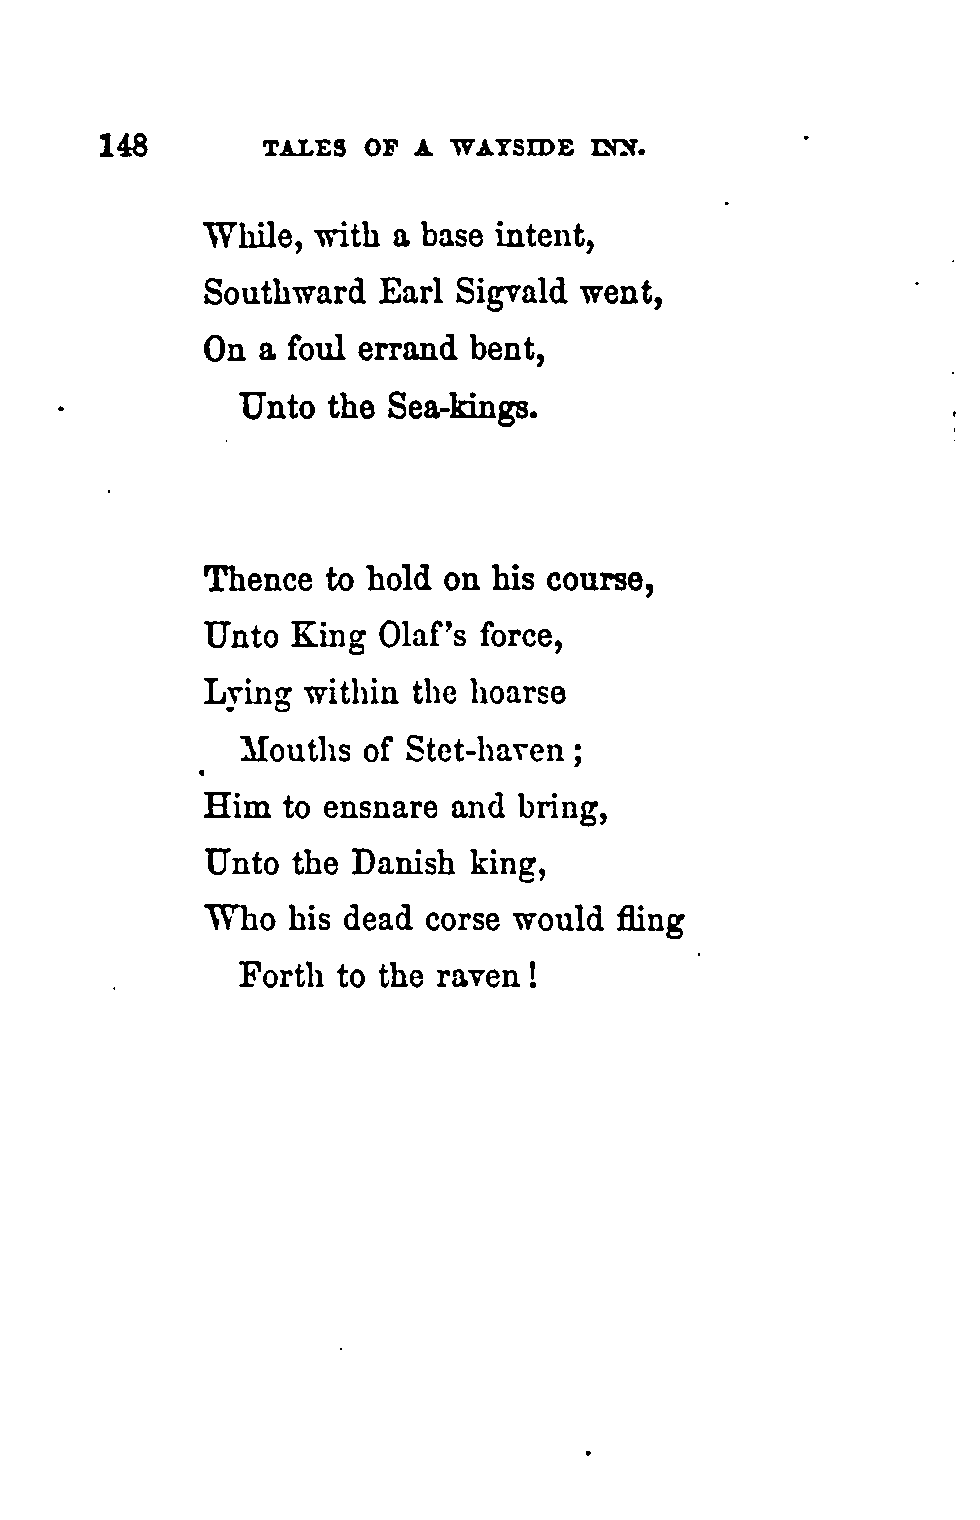 148 TALES OF A WAYSIDE INN.
While, with a base intent,
Southward Earl Sigvald went,
On a foul errand bent,
Unto the Sea-kings.
Thence to hold on his course,
Unto King Olaf's force,
Lying within the hoarse
Mouths of Stet-haven ;
Him to ensnare and bring,
Unto the Danish king,
Who his dead corse would fling
Forth to the raven !